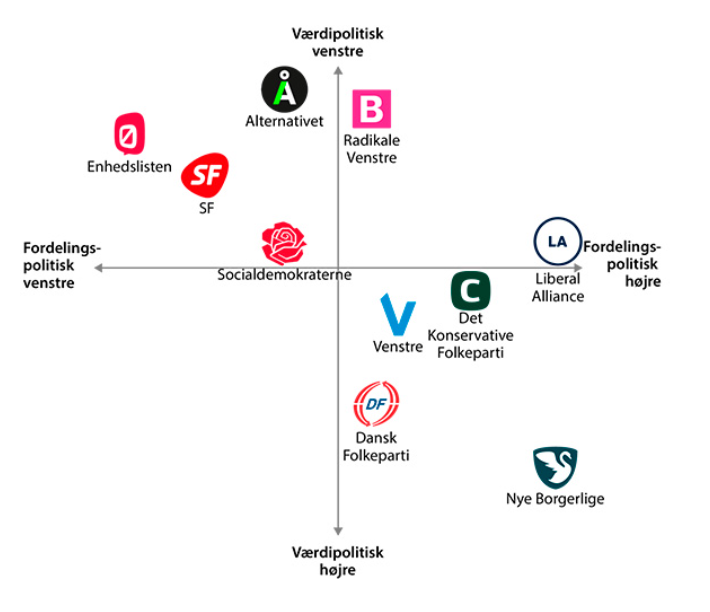 Værdipolitisk
venstre
Å
Alternativet
B
Radikale
Venstre
Ø
Enhedslisten
SF
SF
Fordelings-
politisk
venstre
Socialdemokraterne
LA
Liberal
Alliance
Fordelings-
politisk
højre
V
Venstre
C
Det
Konservative
Folkeparti
DF
Dansk
Folkeparti
Nye Borgerlige
Værdipolitisk
højre